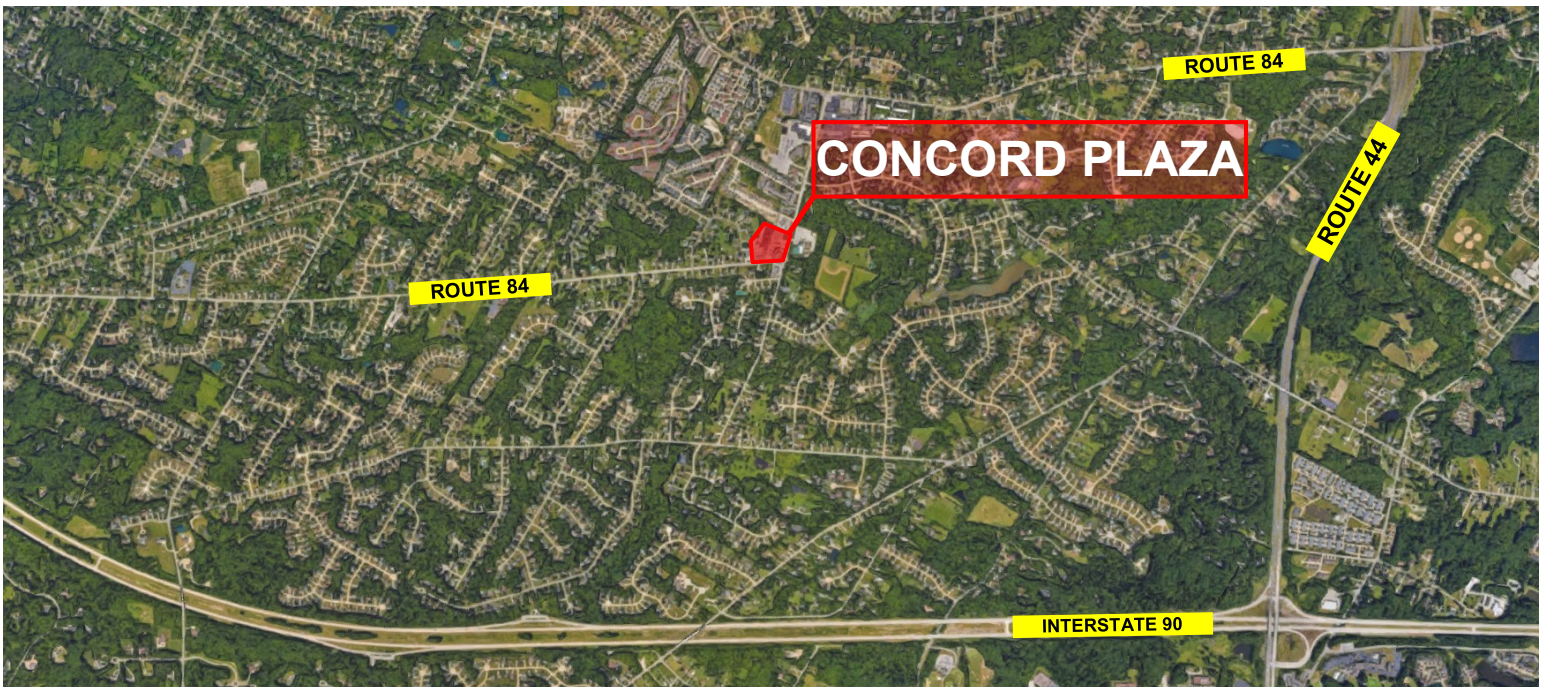 ROUTE 84
CONCORD PLAZA
ROUTE 44
ROUTE 84
INTERSTATE 90